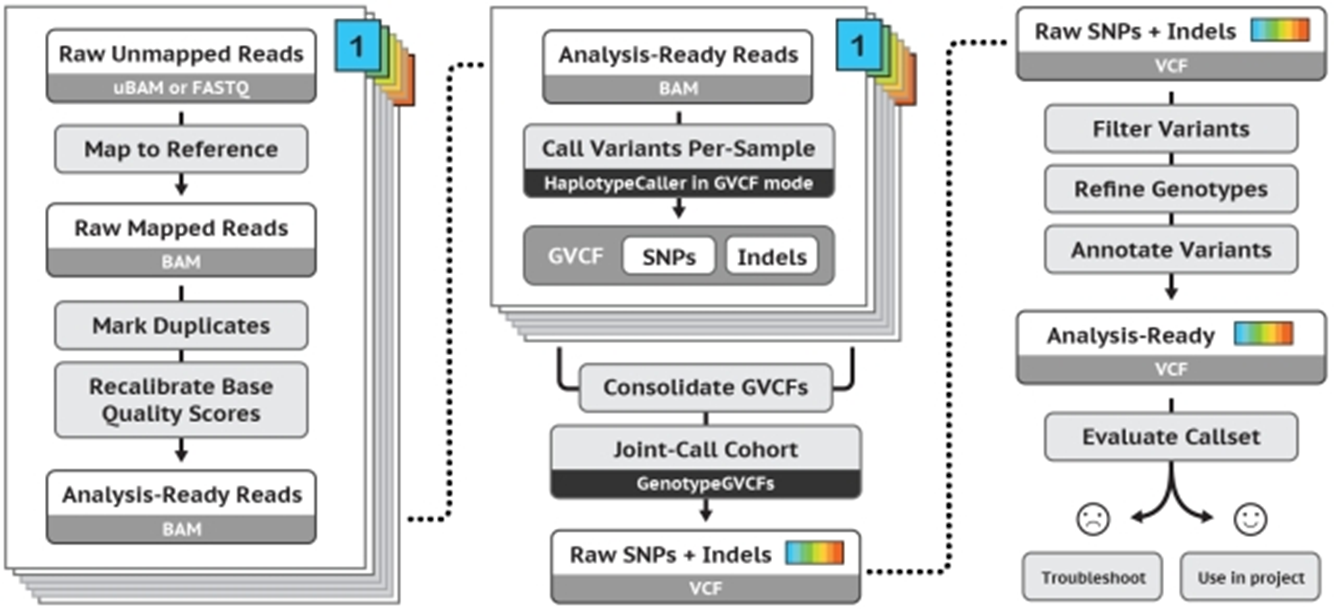 Raw Unmapped Reads
uBAM or FASTQ
1
Map to Reference
Raw Mapped Reads
BAM
Mark Duplicates
Recalibrate Base
Quality Scores
Analysis-Ready Reads
BAM
Analysis-Ready Reads
BAM
1
Call Variants Per-Sample
HaplotypeCaller in GVCF mode
GVCF SNPs Indels
Consolidate GVCFs
Joint-Call Cohort
GenotypeGVCFs
Raw SNPs + Indels
VCF
Raw SNPs + Indels
VCF
Filter Variants
Refine Genotypes
Annotate Variants
Analysis-Ready
VCF
Evaluate Callset
Troubleshoot
Use in project